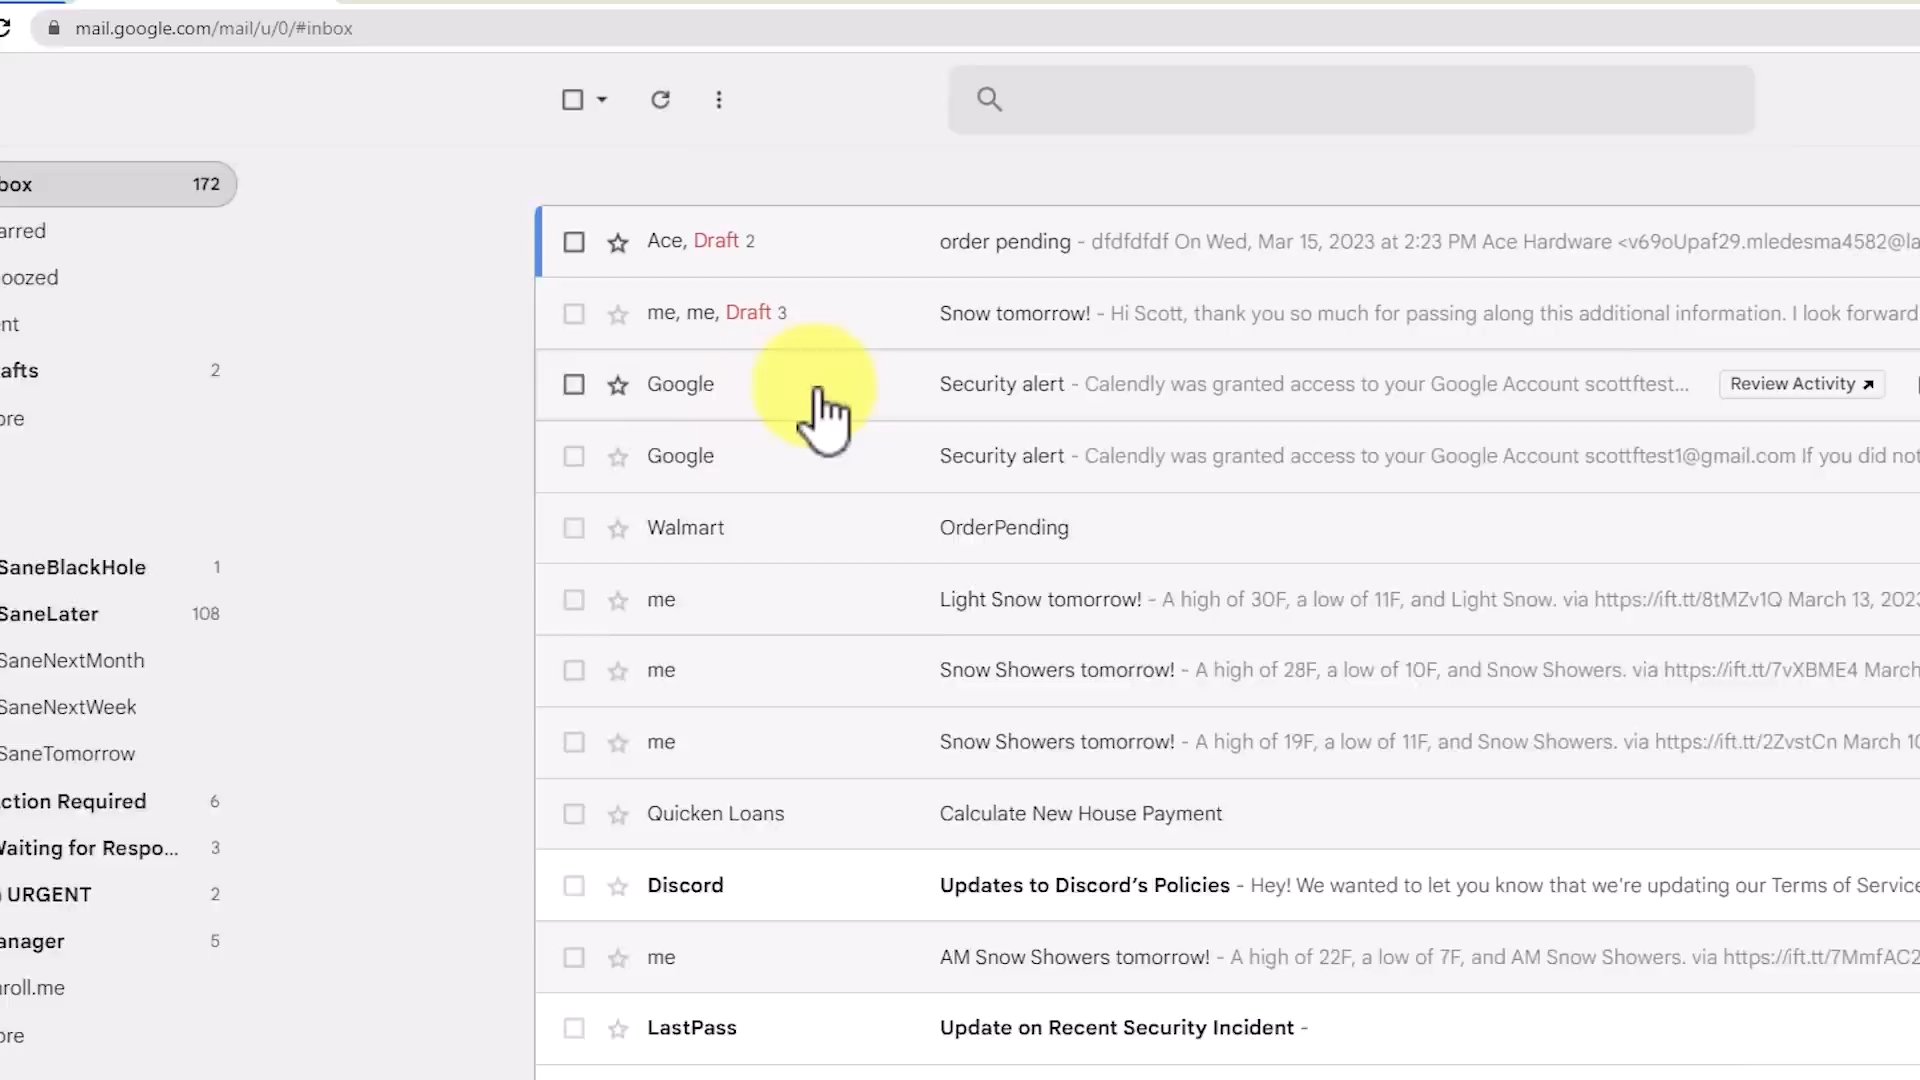 mail.google.com/mail/u/0/#inbox
box 172
arred
oozed
nt
afts 2
ore
SaneBlackHole 1
SaneLater 108
SaneNextMonth
SaneNextWeek
SaneTomorrow
ction Required 6
Vaiting for Respo... 3
URGENT 2
anager 5
roll.me
ore
Ace, Draft 2 order pending - dfdfdfdf On Wed, Mar 15, 2023 at 2:23 PM Ace Hardware <v69oUpaf29.mledesma4582@la
me, me, Draft 3 Snow tomorrow! - Hi Scott, thank you so much for passing along this additional information. I look forward
Google Security alert - Calendly was granted access to your Google Account scottftest... Review Activity
Google Security alert - Calendly was granted access to your Google Account scottftest1@gmail.com If you did not
Walmart OrderPending
me Light Snow tomorrow! - A high of 30F, a low of 11F, and Light Snow. via https://ift.tt/8tMZv1Q March 13, 2023
me Snow Showers tomorrow! - A high of 28F, a low of 10F, and Snow Showers. via https://ift.tt/7vXBME4 March
me Snow Showers tomorrow! - A high of 19F, a low of 11F, and Snow Showers. via https://ift.tt/2ZvstCn March 10
Quicken Loans Calculate New House Payment
Discord Updates to Discord's Policies - Hey! We wanted to let you know that we're updating our Terms of Service
me AM Snow Showers tomorrow! - A high of 22F, a low of 7F, and AM Snow Showers. via https://ift.tt/7MmfAC2
LastPass Update on Recent Security Incident -